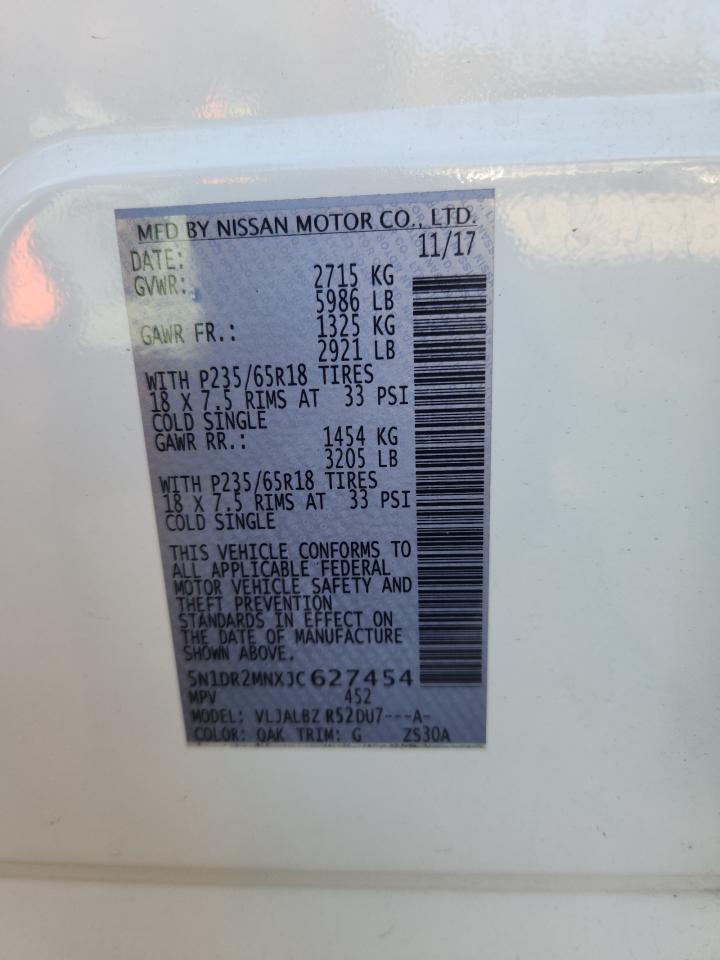 MFD BY NISSAN MOTOR CO., LTD.
DATE: 11/17
GVWR: 2715 KG
5986 LB
GAWR FR.: 1325 KG
2921 LB
WITH P235/65R18 TIRES
18 X 7.5 RIMS AT 33 PSI
COLD SINGLE
GAWR RR.: 1454 KG
3205 LB
WITH P235/65R18 TIRES
18 X 7.5 RIMS AT 33 PSI
COLD SINGLE
THIS VEHICLE CONFORMS TO
ALL APPLICABLE FEDERAL
MOTOR VEHICLE SAFETY AND
THEFT PREVENTION
STANDARDS IN EFFECT ON
THE DATE OF MANUFACTURE
SHOWN ABOVE.
5N1DR2MNXJC627454
MPV 452
MODEL: VLJALBZ R52DU7---A-
COLOR: QAK TRIM: G ZS30A